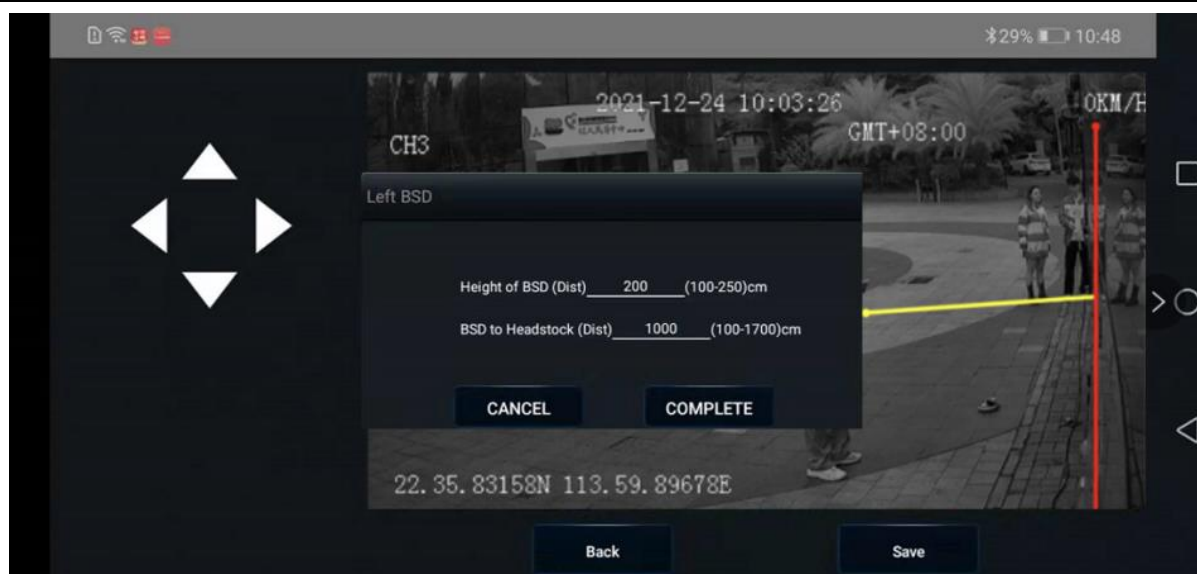 29% 10:48
2021-12-24 10:03:26
0KM/H
CH3
GMT+08:00
Left BSD
Height of BSD (Dist) 200 (100-250)cm
BSD to Headstock (Dist) 1000 (100-1700)cm
CANCEL
COMPLETE
22.35.83158N 113.59.89678E
Back
Save